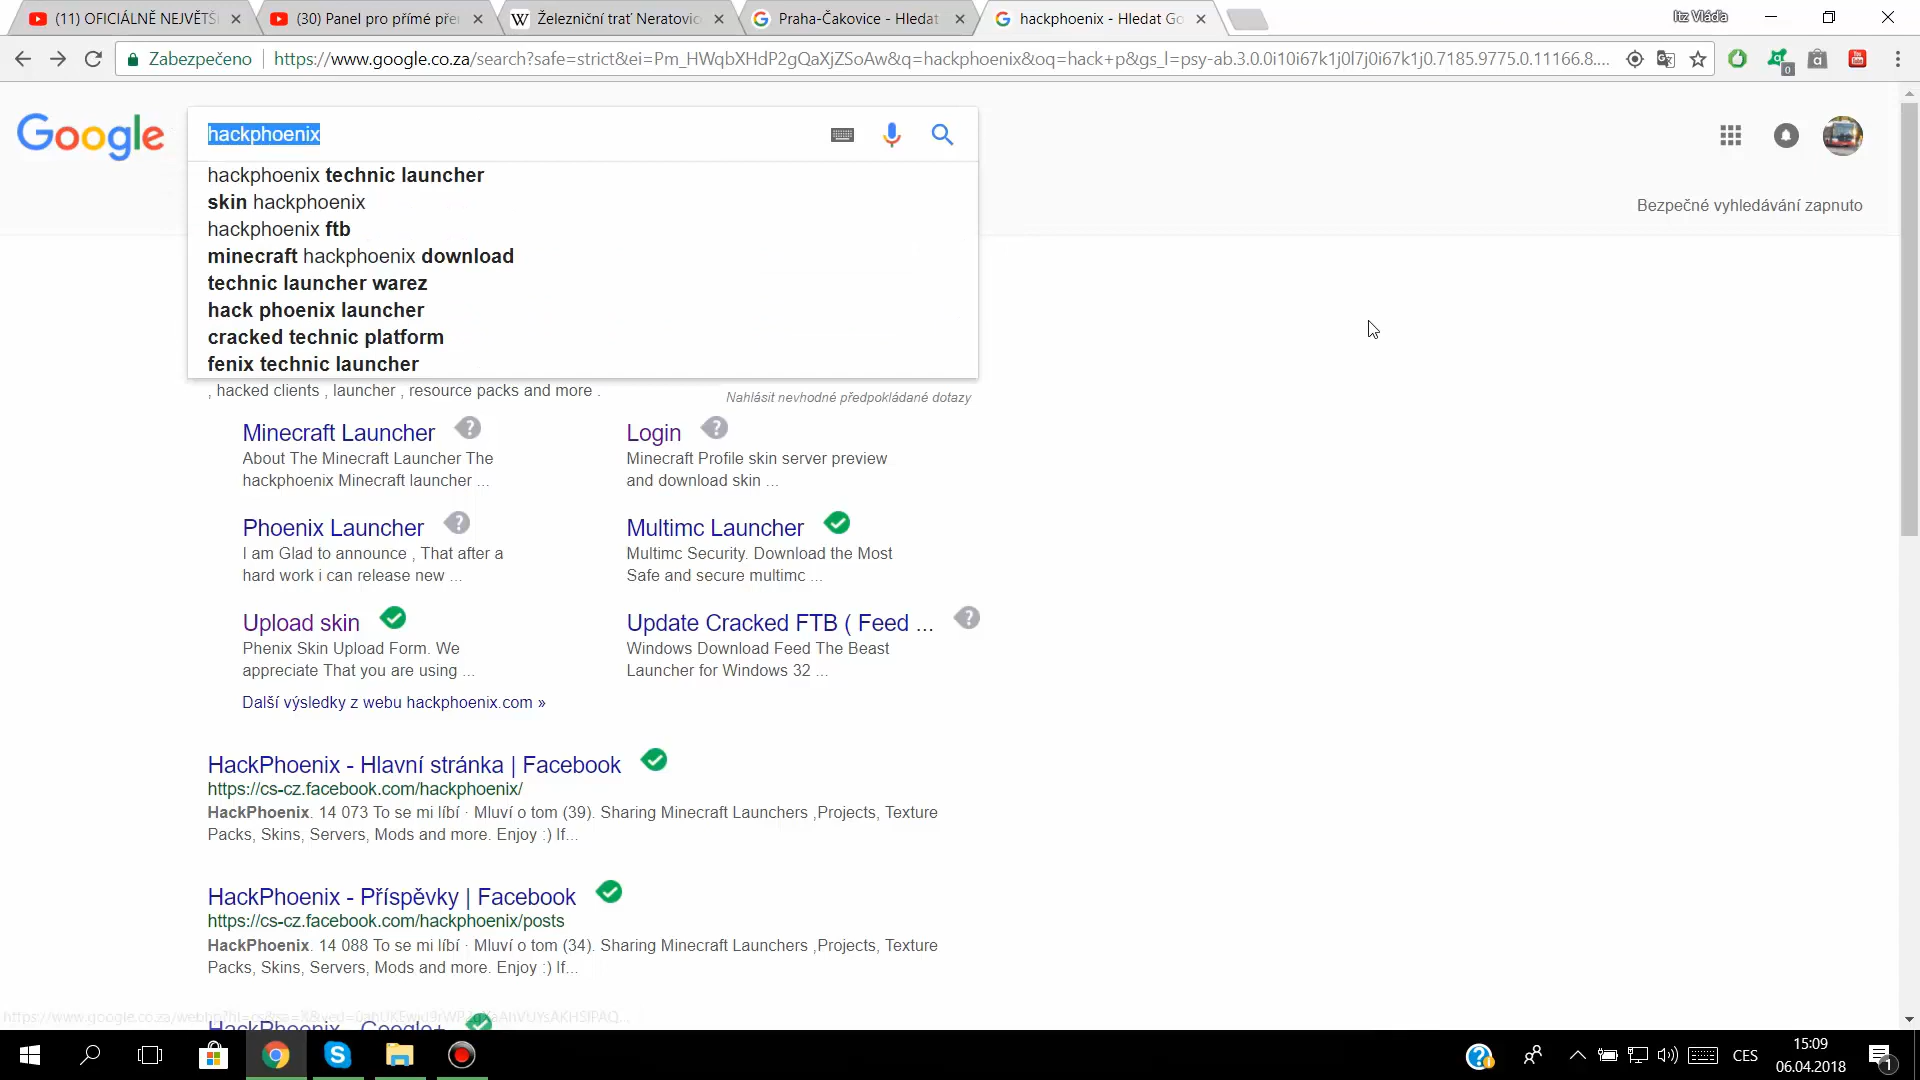 (11) OFICIÁLNĚ NEJVĚTŠ
(30) Panel pro přímé pře
Železniční trať Neratovic
Praha-Čakovice - Hledat
hackphoenix - Hledat Go
Itz Vláďa
Zabezpečeno
https://www.google.co.za/search?safe=strict&ei=Pm_HWqbXHdP2gQaXjZSoAw&q=hackphoenix&oq=hack+p&gs_l=psy-ab.3.0.0i10i67k1j0l7j0i67k1j0.7185.9775.0.11166.8....
0
Google
hackphoenix
hackphoenix technic launcher
skin hackphoenix
hackphoenix ftb
minecraft hackphoenix download
technic launcher warez
hack phoenix launcher
cracked technic platform
fenix technic launcher
Bezpečné vyhledávání zapnuto
, hacked clients , launcher , resource packs and more .
Nahlásit nevhodné předpokládané dotazy
Minecraft Launcher
About The Minecraft Launcher The
hackphoenix Minecraft launcher ...
Login
Minecraft Profile skin server preview
and download skin ...
Phoenix Launcher
I am Glad to announce , That after a
hard work i can release new ...
Multimc Launcher
Multimc Security. Download the Most
Safe and secure multimc ...
Upload skin
Phenix Skin Upload Form. We
appreciate That you are using ...
Update Cracked FTB ( Feed ...
Windows Download Feed The Beast
Launcher for Windows 32 ...
Další výsledky z webu hackphoenix.com »
HackPhoenix - Hlavní stránka | Facebook
https://cs-cz.facebook.com/hackphoenix/
HackPhoenix. 14 073 To se mi líbí · Mluví o tom (39). Sharing Minecraft Launchers ,Projects, Texture
Packs, Skins, Servers, Mods and more. Enjoy :) If...
HackPhoenix - Příspěvky | Facebook
https://cs-cz.facebook.com/hackphoenix/posts
HackPhoenix. 14 088 To se mi líbí · Mluví o tom (34). Sharing Minecraft Launchers ,Projects, Texture
Packs, Skins, Servers, Mods and more. Enjoy :) If...
HackPhoenix - Google+
CES
15:09
06.04.2018
1